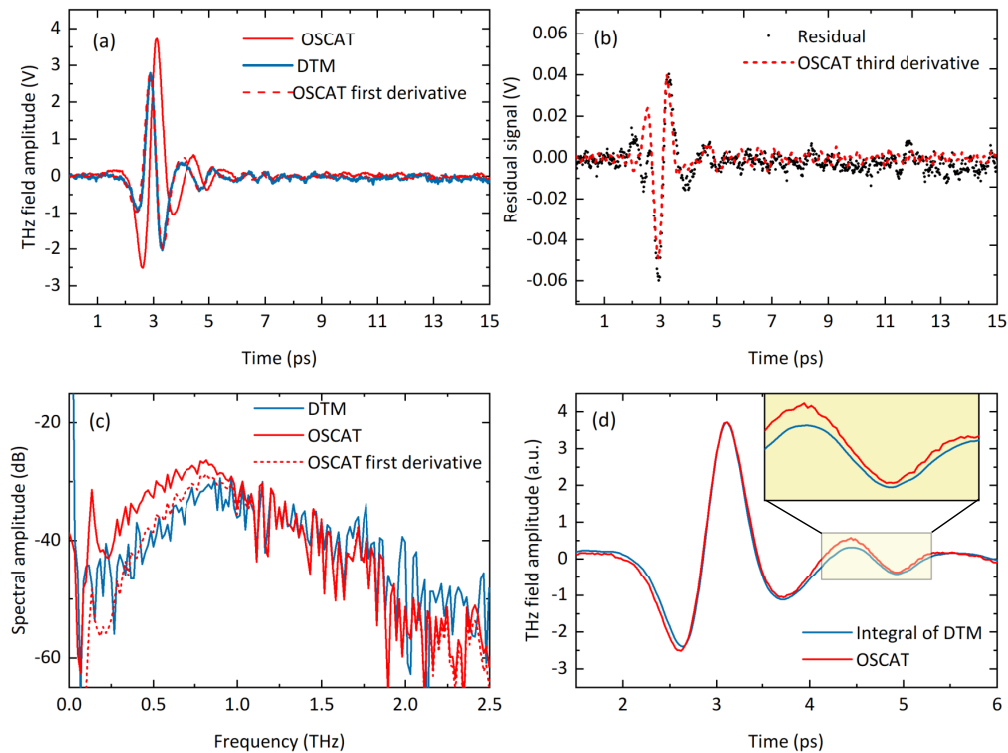 (a)
OSCAT
DTM
OSCAT first derivative
THz field amplitude (V)
4
3
2
1
0
-1
-2
-3
1 3 5 7 9 11 13 15
Time (ps)
(b)
Residual
OSCAT third derivative
Residual signal (V)
0.06
0.04
0.02
0.00
-0.02
-0.04
0.06
1 3 5 7 9 11 13 15
Time (ps)
(c)
DTM
OSCAT
OSCAT first derivative
Spectral amplitude (dB)
-20
-40
-60
0.0 0.5 1.0 1.5 2.0 2.5
Frequency (THz)
(d)
Integral of DTM
OSCAT
THz field amplitude (a.u.)
4
3
2
1
0
-1
-2
-3
2 3 4 5 6
Time (ps)